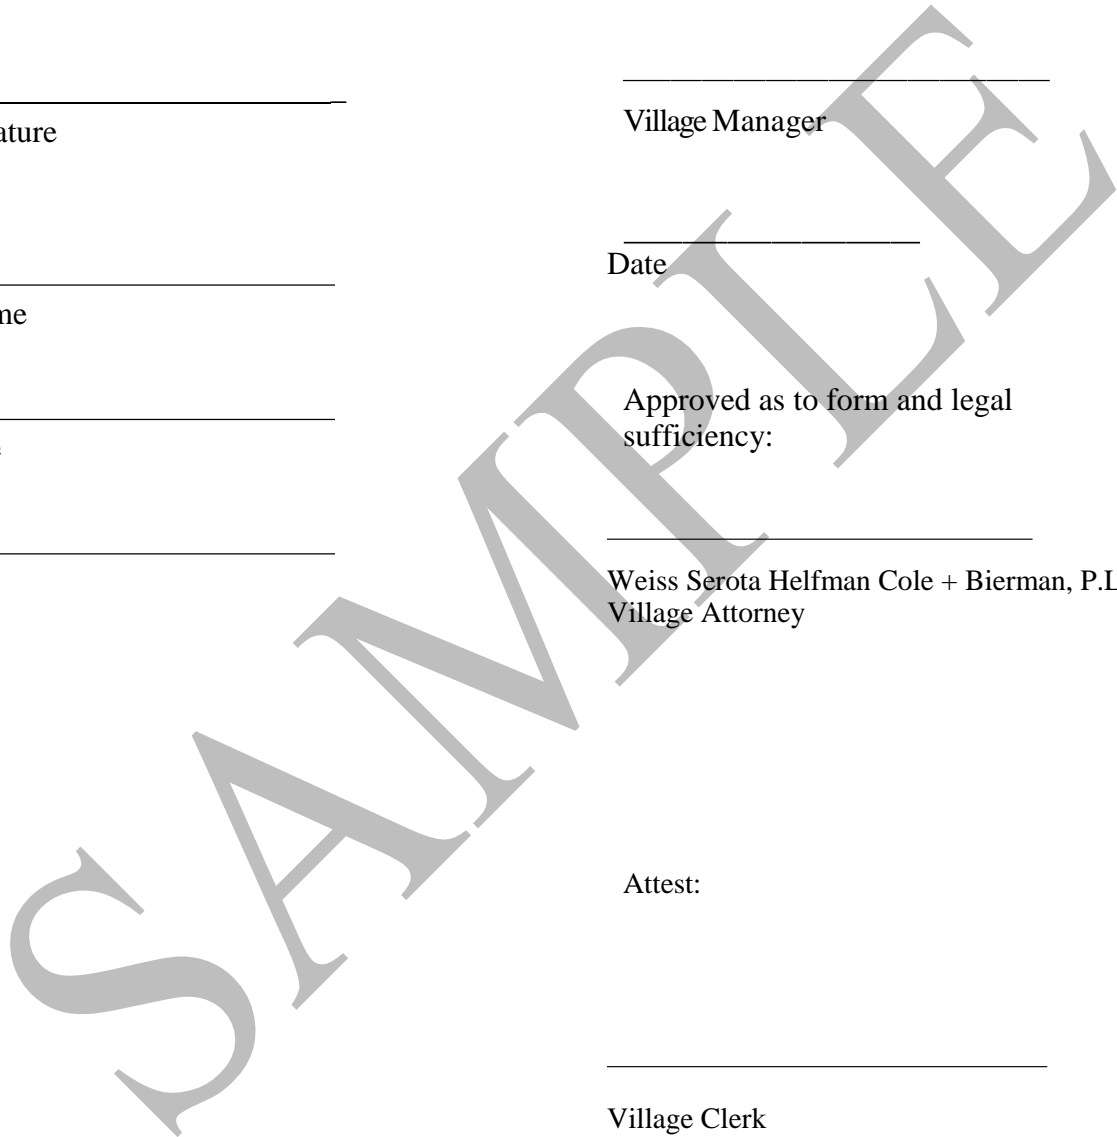 ature
me
Village Manager
Date
Approved as to form and legal
sufficiency:
Weiss Serota Helfman Cole + Bierman, P.L
Village Attorney
Attest:
Village Clerk
SAMPLE